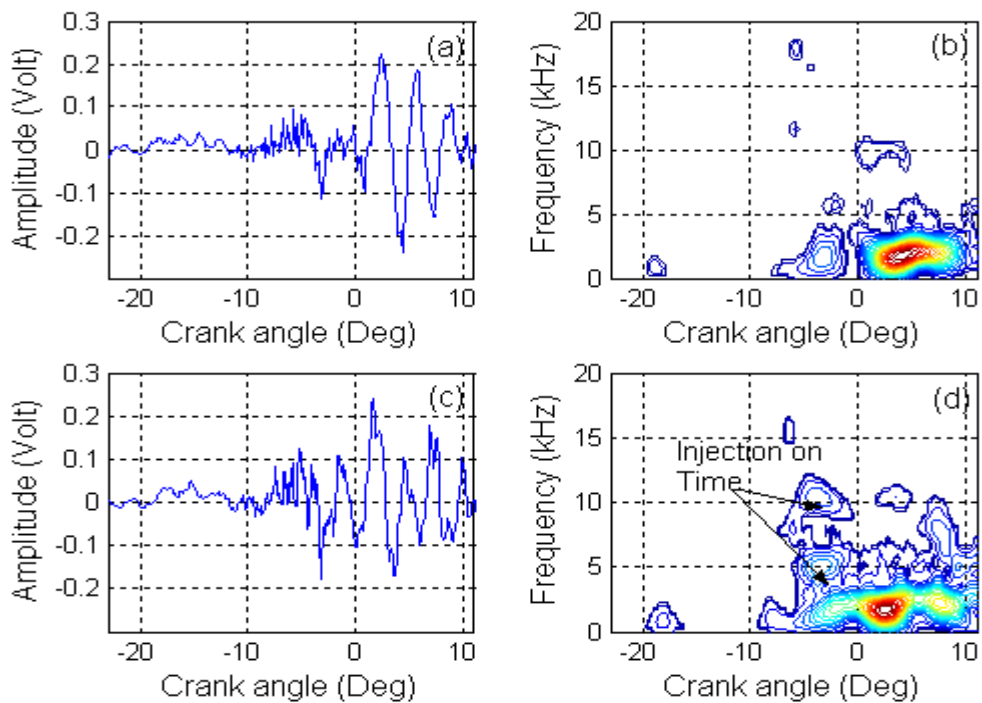 Amplitude (Volt)
0.3
0.2
0.1
0
-0.1
-0.2
(a)
-20 -10 0 10
Crank angle (Deg)
Frequency (kHz)
20
15
10
5
0
(b)
-20 -10 0 10
Crank angle (Deg)
Amplitude (Volt)
0.3
0.2
0.1
0
-0.1
-0.2
(c)
-20 -10 0 10
Crank angle (Deg)
Frequency (kHz)
20
15
10
5
0
(d)
Injection on
Time
-20 -10 0 10
Crank angle (Deg)